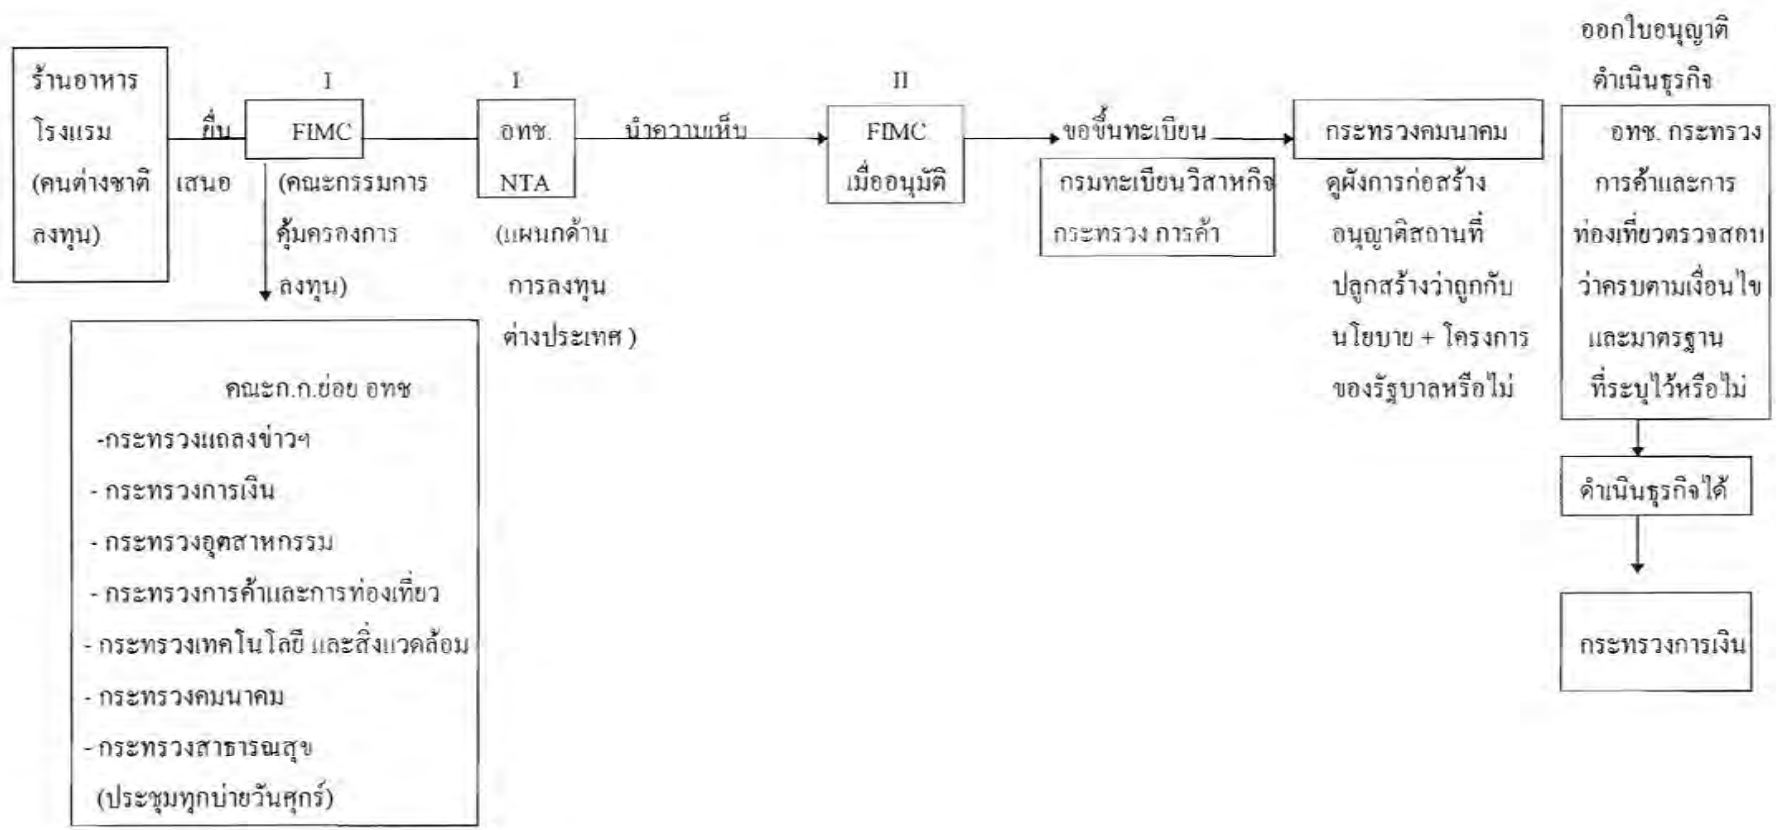 ร้านอาหาร
โรงแรม
(คนต่างชาติ
ลงทุน)
ยื่น
เสนอ
I
FIMC
(คณะกรรมการ
คุ้มครองการ
ลงทุน)
คณะก.ก.ย่อย อทช
-กระทรวงแถลงข่าวฯ
- กระทรวงการเงิน
- กระทรวงอุตสาหกรรม
- กระทรวงการค้าและการท่องเที่ยว
- กระทรวงเทคโนโลยี และสิ่งแวดล้อม
- กระทรวงคมนาคม
- กระทรวงสาธารณสุข
(ประชุมทุกบ่ายวันศุกร์)
I
อทช.
NTA
(แผนกด้าน
การลงทุน
ต่างประเทศ )
นำความเห็บ
II
FIMC
เมื่ออนุมัติ
ขอขึ้นทะเบียน
กรมทะเบียนวิสาหกิจ
กระทรวง การค้า
กระทรวงคมนาคม
ดูผังการก่อสร้าง
อนุญาติสถานที่
ปลูกสร้างว่าถูกกับ
นโยบาย + โครงการ
ของรัฐบาลหรือไม่
ออกใบอนุญาติ
ดำเนินธุรกิจ
อทช. กระทรวง
การค้าและการ
ท่องเที่ยวตรวจสอบ
ว่าครบตามเงื่อนไข
และมาตรฐาน
ที่ระบุไว้หรือไม่
ดำเนินธุรกิจได้
กระทรวงการเงิน